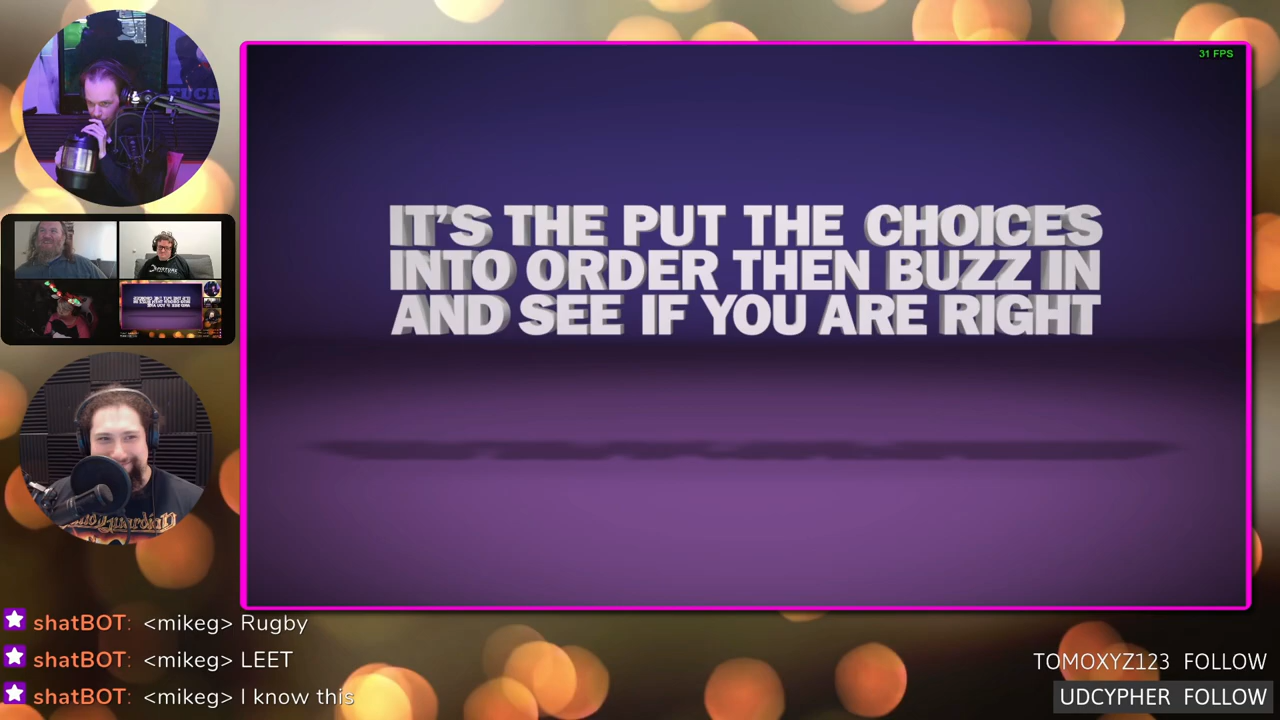 31 FPS
IT'S THE PUT THE CHOICES
INTO ORDER THEN BUZZ IN
AND SEE IF YOU ARE RIGHT
shatBOT: <mikeg> Rugby
shatBOT: <mikeg> LEET
shatBOT: <mikeg> I know this
TOMOXYZ123 FOLLOW
UDCYPHER FOLLOW